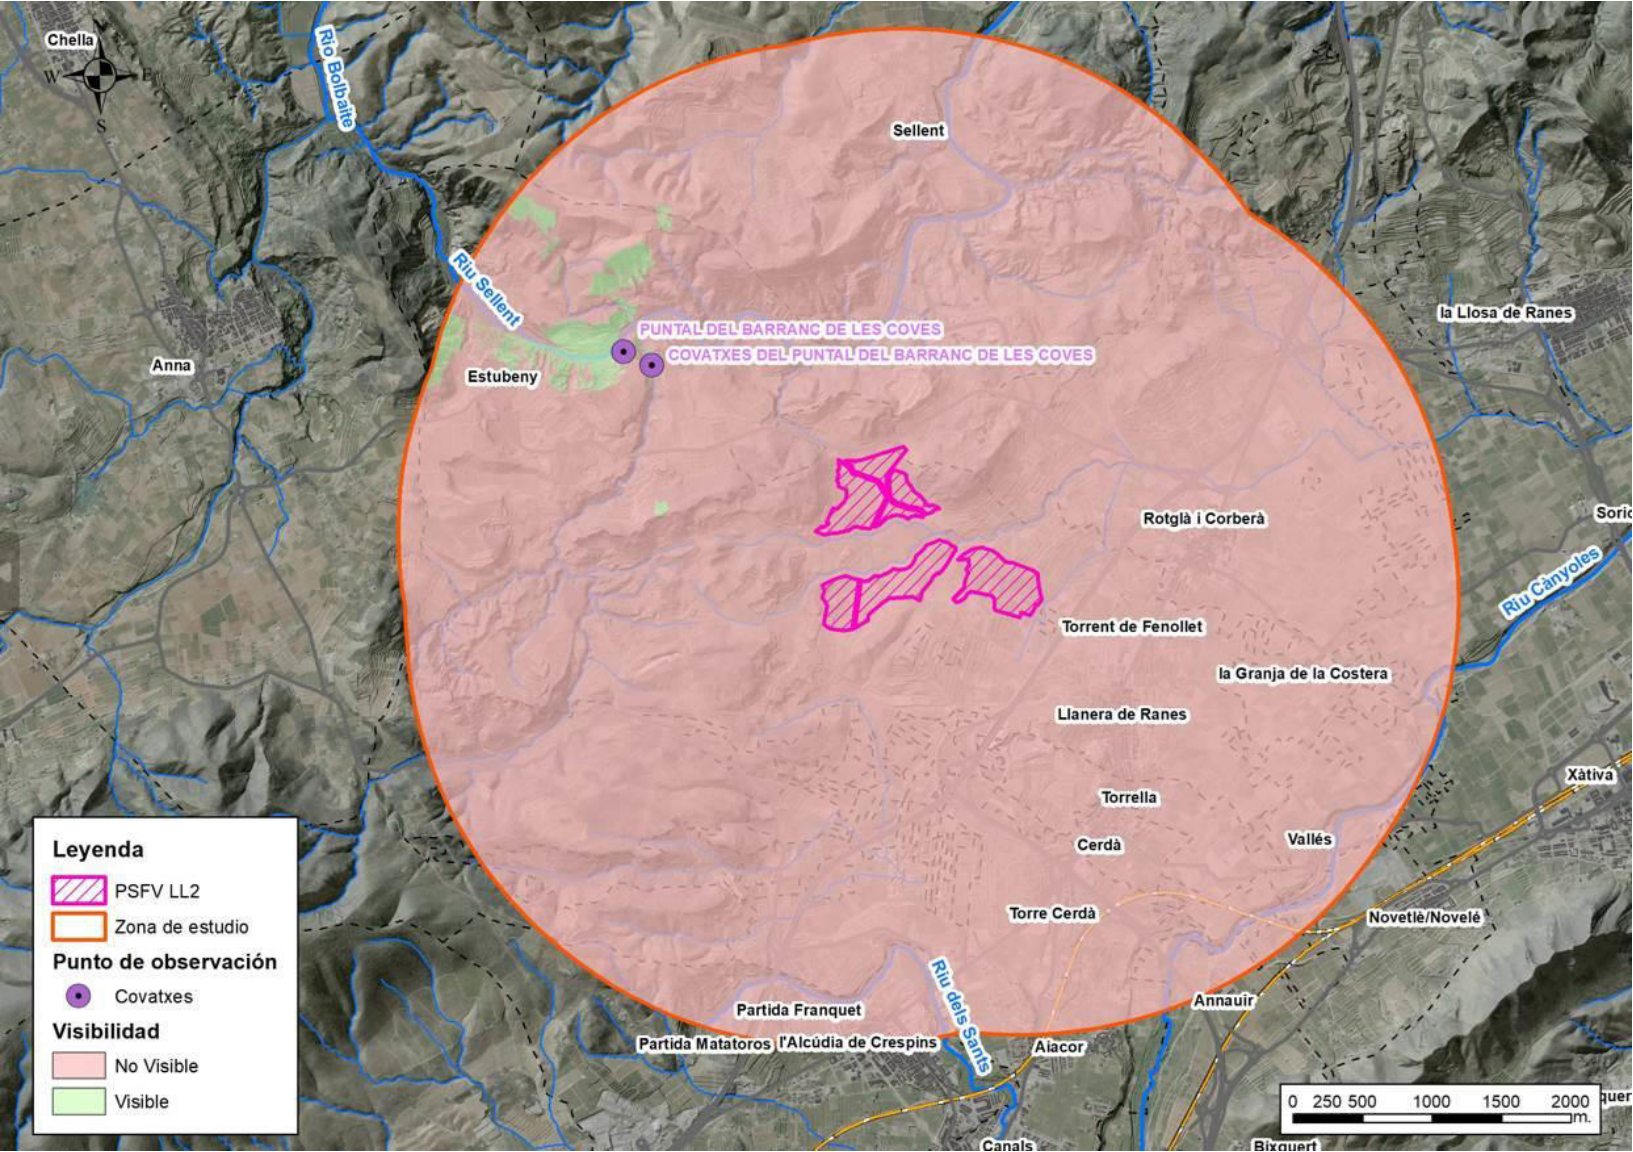 Chella
W
E
S
Río Bolbaite
Sellent
Riu Sellent
la Llosa de Ranes
PUNTAL DEL BARRANC DE LES COVES
COVATXES DEL PUNTAL DEL BARRANC DE LES COVES
Anna
Estubeny
Rotglà i Corberà
Riu Cànyoles
Torrent de Fenollet
la Granja de la Costera
Llanera de Ranes
Xàtiva
Torrella
Vallés
Cerdà
Torre Cerdà
Novetlè/Novelé
Riu dels Sants
Annauir
Partida Franquet
Partida Matatoros
l'Alcúdia de Crespins
Aiacor
Canals
Bixquert
Leyenda
PSFV LL2
Zona de estudio
Punto de observación
Covatxes
Visibilidad
No Visible
Visible
0 250 500 1000 1500 2000
m.